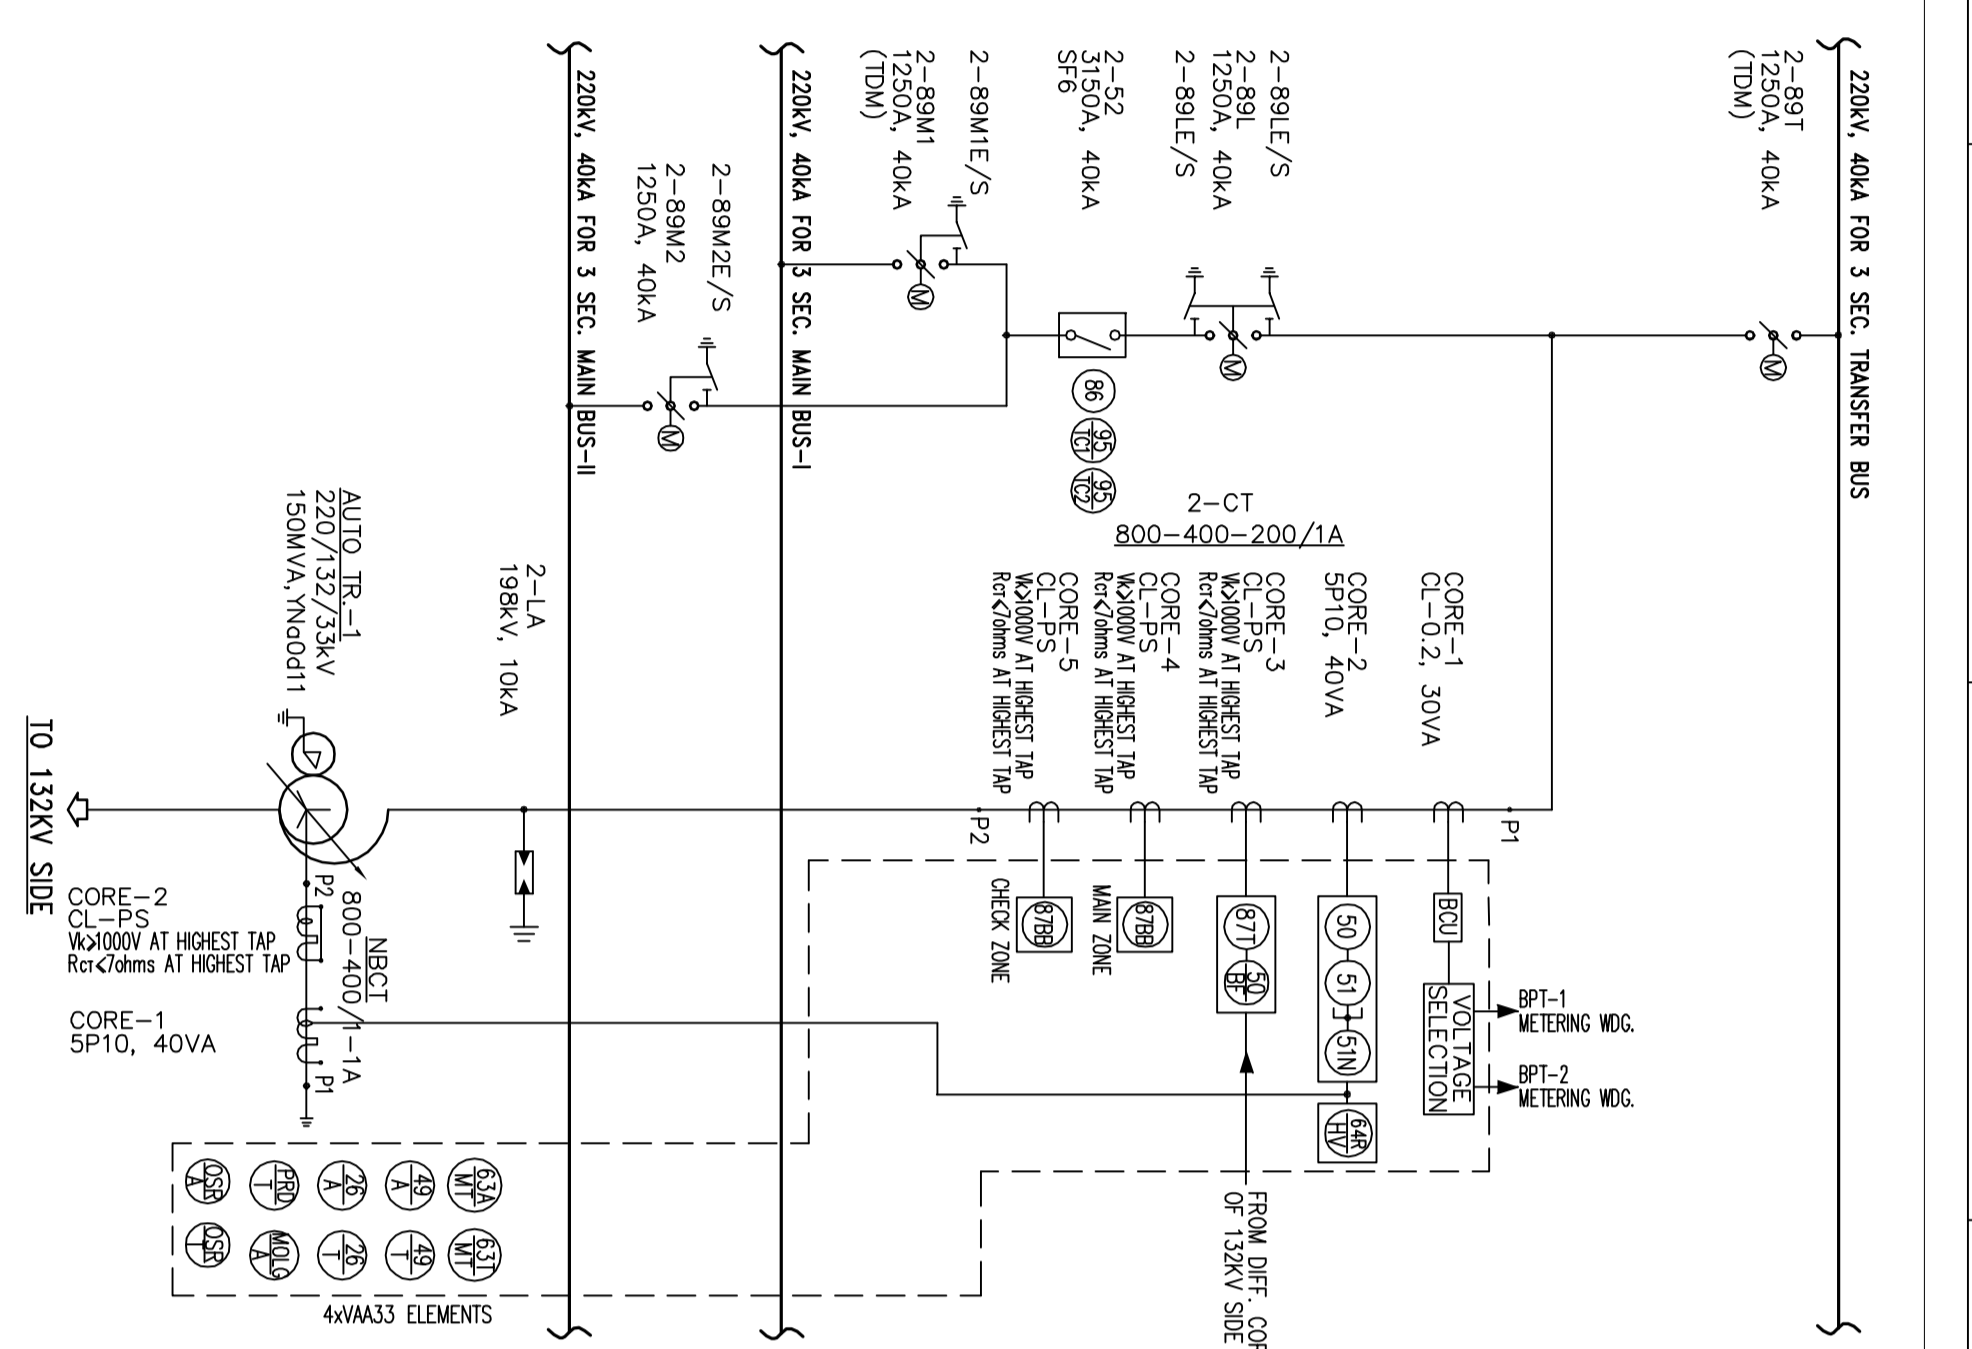 220kV, 40kA FOR 3 SEC. TRANSFER BUS
2-89T
1250A, 40kA
(TDM)
2-89LE/S
2-89L
1250A, 40kA
2-89LE/S
2-52
3150A, 40kA
SF6
2-89M1E/S
2-89M1
1250A, 40kA
(TDM)
220kV, 40kA FOR 3 SEC. MAIN BUS-I
2-89M2E/S
2-89M2
1250A, 40kA
220kV, 40kA FOR 3 SEC. MAIN BUS-II
M
M
M
M
86
95
TC1
95
TC2
2-CT
800-400-200/1A
CORE-1
CL-0.2, 30VA
CORE-2
5P10, 40VA
CORE-3
CL-PS
Vk>1000V AT HIGHEST TAP
RCT<7ohms AT HIGHEST TAP
CORE-4
CL-PS
Vk>1000V AT HIGHEST TAP
RCT<7ohms AT HIGHEST TAP
CORE-5
CL-PS
Vk>1000V AT HIGHEST TAP
RCT<7ohms AT HIGHEST TAP
P1
P2
BCU
VOLTAGE
SELECTION
BPT-1
METERING WDG.
BPT-2
METERING WDG.
50
51
51N
64R
HV
87T
50
BF
87BB
MAIN ZONE
87BB
CHECK ZONE
FROM DIFF. COR
OF 132KV SIDE
2-LA
198kV, 10kA
AUTO TR.-1
220/132/33kV
150MVA,YNa0d11
TO 132KV SIDE
NBCT
800-400/1-1A
P2
P1
CORE-2
CL-PS
Vk>1000V AT HIGHEST TAP
RCT<7ohms AT HIGHEST TAP
CORE-1
5P10, 40VA
63A
MT
63T
MT
49
A
49
T
26
A
26
T
PRD
T
MOLG
A
OSR
A
OSR
T
4xVAA33 ELEMENTS